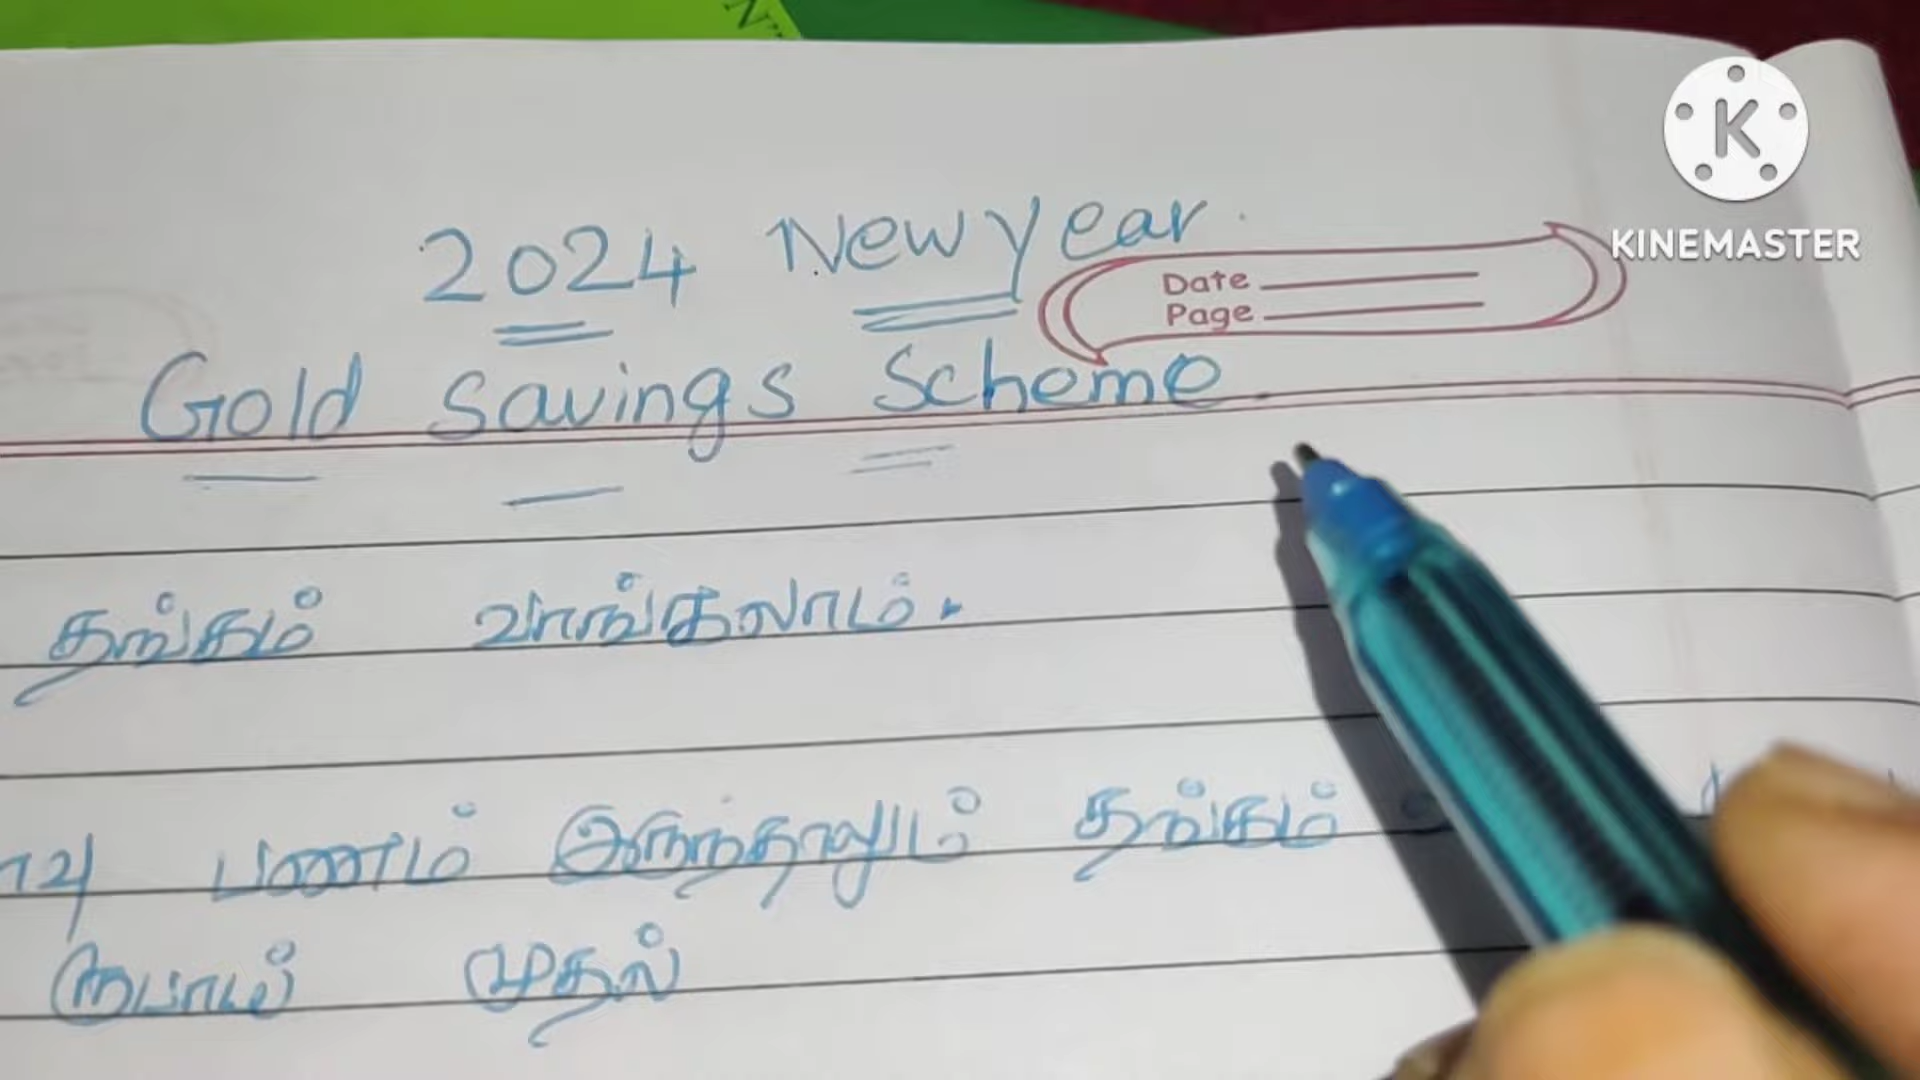 2024 New year
KINEMASTER
Date
Page
Gold Savings Scheme
தங்கம் வாங்கலாம்.
பணம் இருந்தாலும் தங்கம்
ரூபாய் முதல்